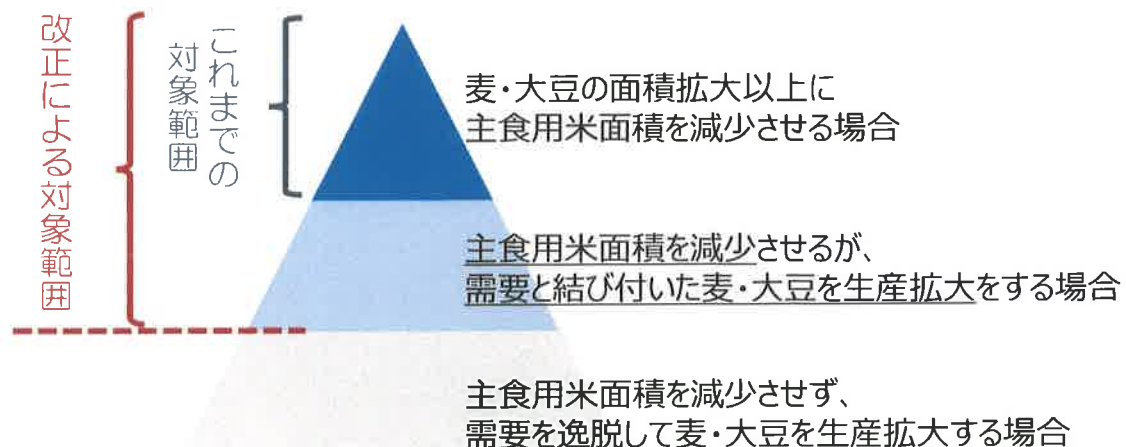 改正による対象範囲
これまでの
対象範囲
麦・大豆の面積拡大以上に
主食用米面積を減少させる場合
主食用米面積を減少させるが、
需要と結び付いた麦・大豆を生産拡大をする場合
主食用米面積を減少させず、
需要を逸脱して麦・大豆を生産拡大する場合